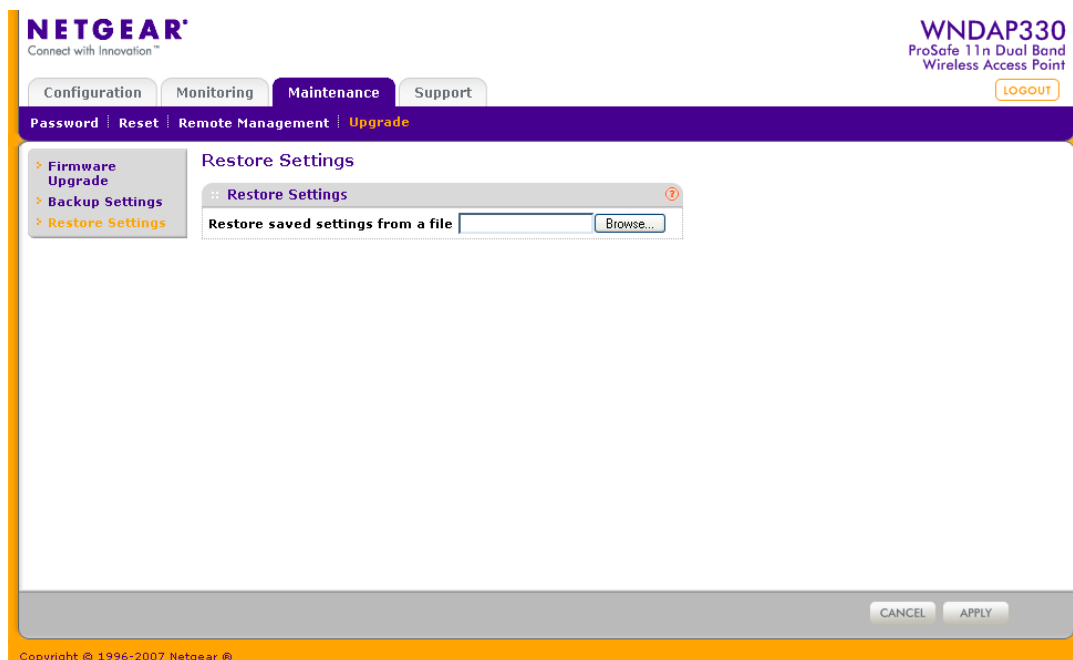 NETGEAR®
Connect with Innovation™
WNDAP330
ProSafe 11n Dual Band
Wireless Access Point
Configuration
Monitoring
Maintenance
Support
LOGOUT
Password
Reset
Remote Management
Upgrade
Firmware
Upgrade
Backup Settings
Restore Settings
Restore Settings
Restore Settings
?
Restore saved settings from a file
Browse...
CANCEL
APPLY
Copyright © 1996-2007 Netgear ®